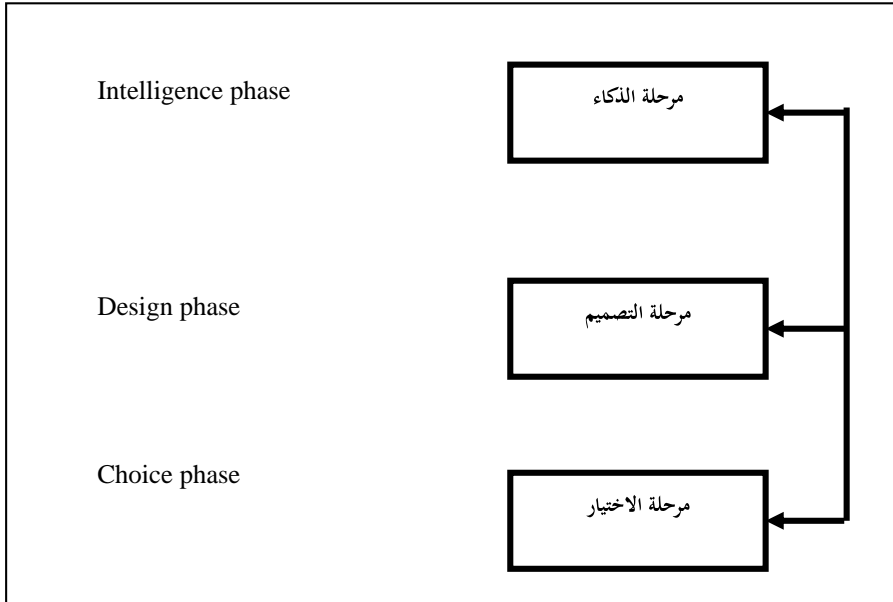 Intelligence phase
مرحلة الذكاء
Design phase
مرحلة التصميم
Choice phase
مرحلة الاختيار